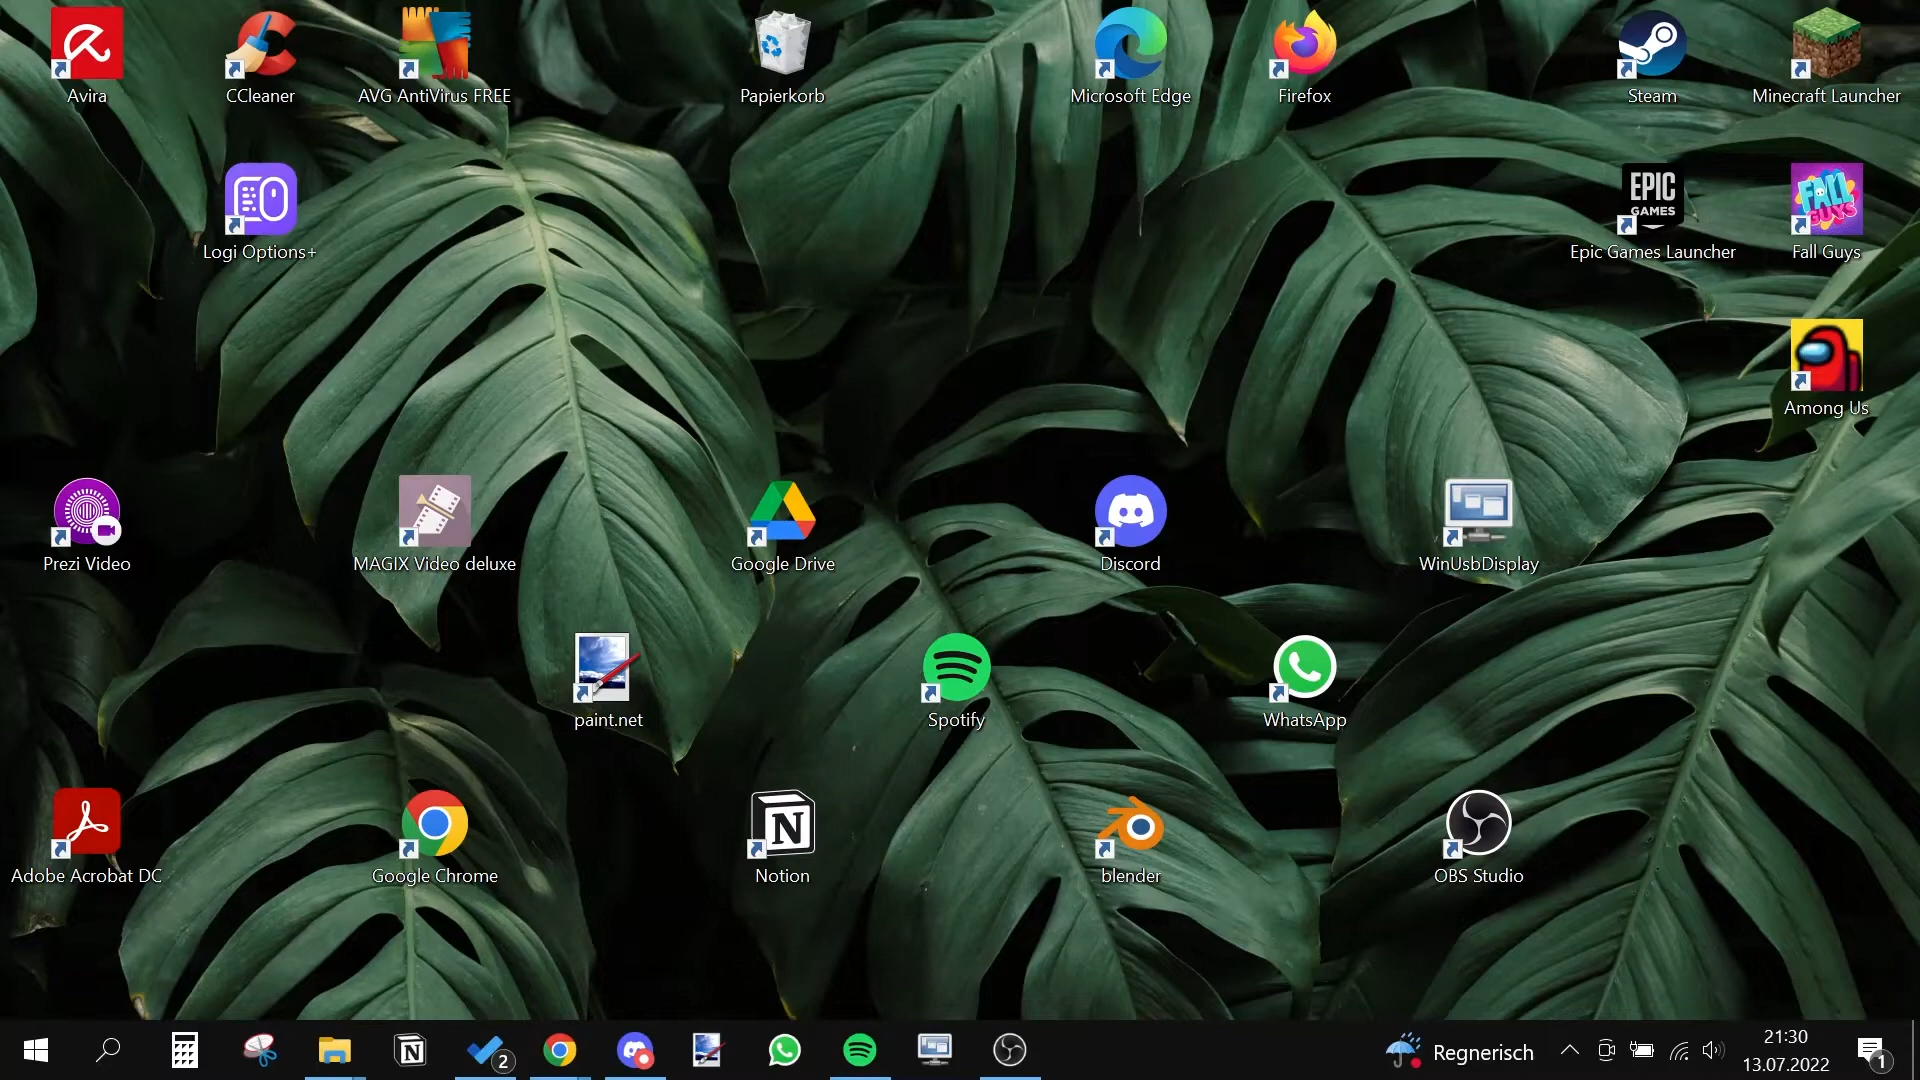 Avira
CCleaner
AVG AntiVirus FREE
Papierkorb
Microsoft Edge
Firefox
Steam
Minecraft Launcher
Logi Options+
EPIC
GAMES
Epic Games Launcher
FALL
GUYS
Fall Guys
Among Us
Prezi Video
MAGIX Video deluxe
Google Drive
Discord
WinUsbDisplay
paint.net
Spotify
WhatsApp
Adobe Acrobat DC
Google Chrome
N
Notion
blender
OBS Studio
N
2
Regnerisch
21:30
13.07.2022
1